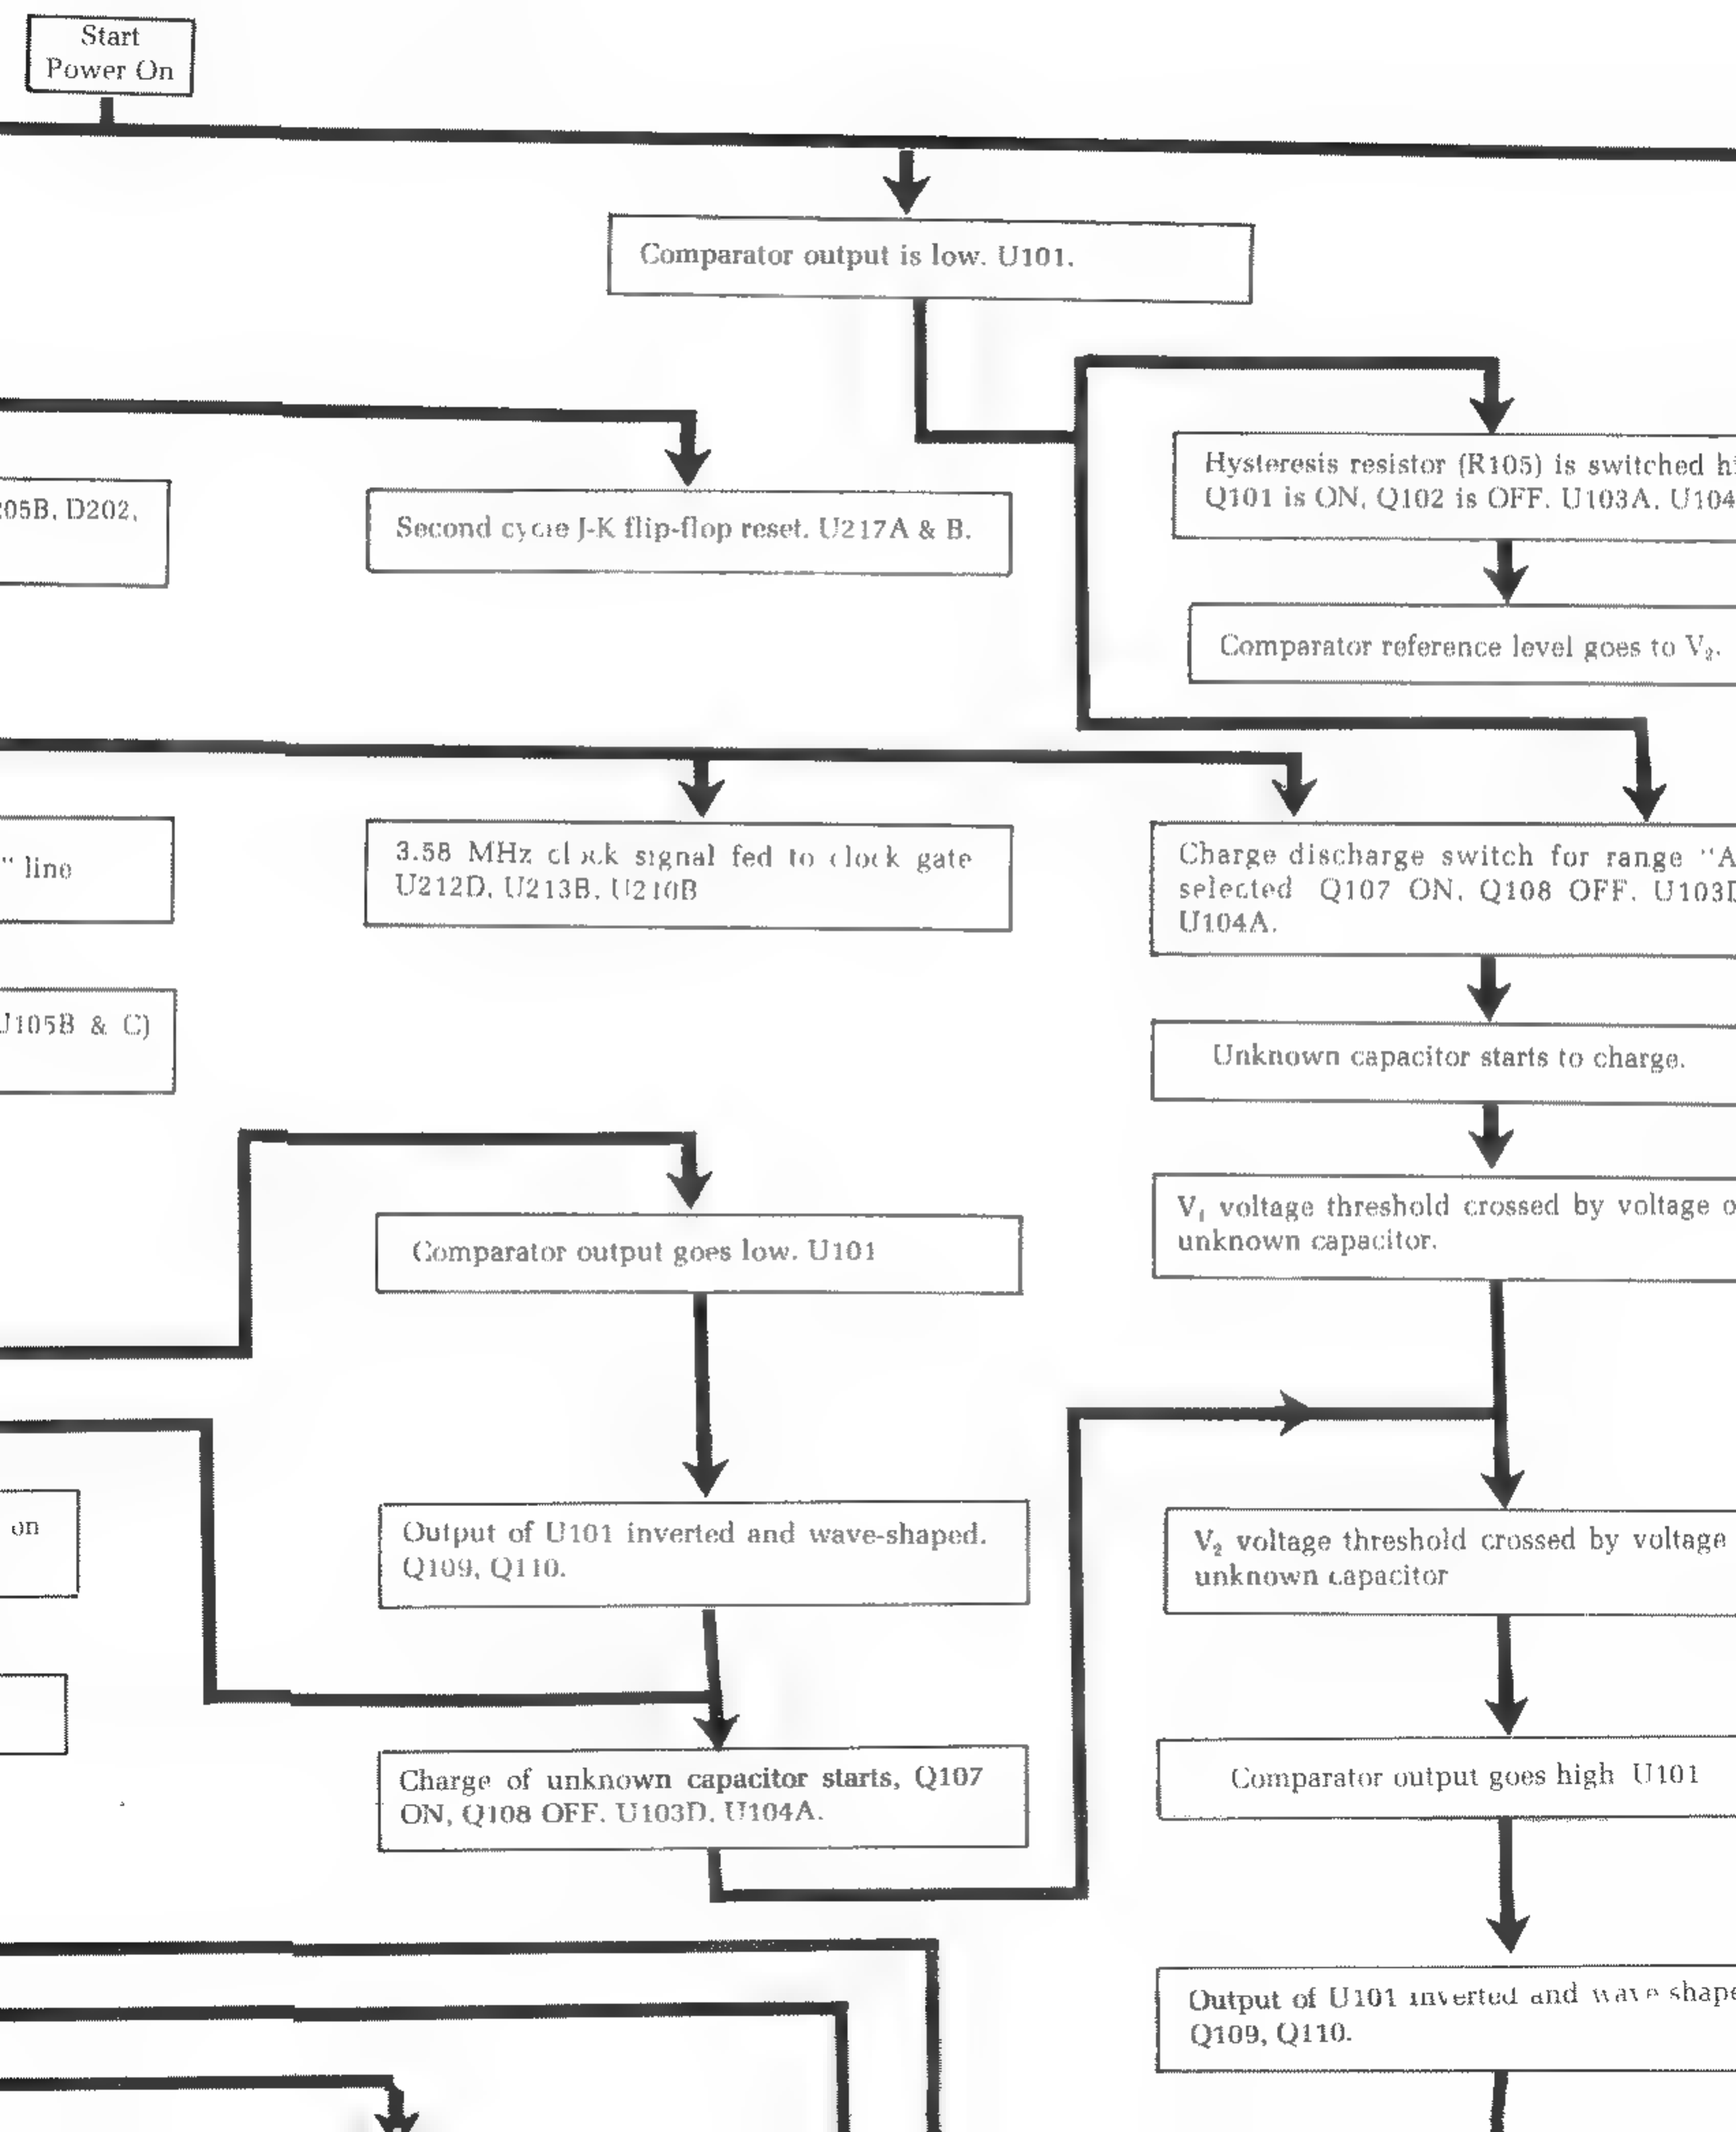 Start
Power On
Comparator output is low. U101.
Hysteresis resistor (R105) is switched
Q101 is ON, Q102 is OFF. U103A, U104
05B, D202,
Second cycle J-K flip-flop reset. U217A & B.
Comparator reference level goes to V₂.
" line
3.58 MHz clock signal fed to clock gate
U212D, U213B, U210B
Charge discharge switch for range "A
selected Q107 ON, Q108 OFF. U103D
U104A.
U105B & C)
Unknown capacitor starts to charge.
V₁ voltage threshold crossed by voltage
unknown capacitor.
Comparator output goes low. U101
on
Output of U101 inverted and wave-shaped.
Q109, Q110.
V₂ voltage threshold crossed by voltage
unknown capacitor
Charge of unknown capacitor starts, Q107
ON, Q108 OFF. U103D, U104A.
Comparator output goes high U101
Output of U101 inverted and wave shape
Q109, Q110.